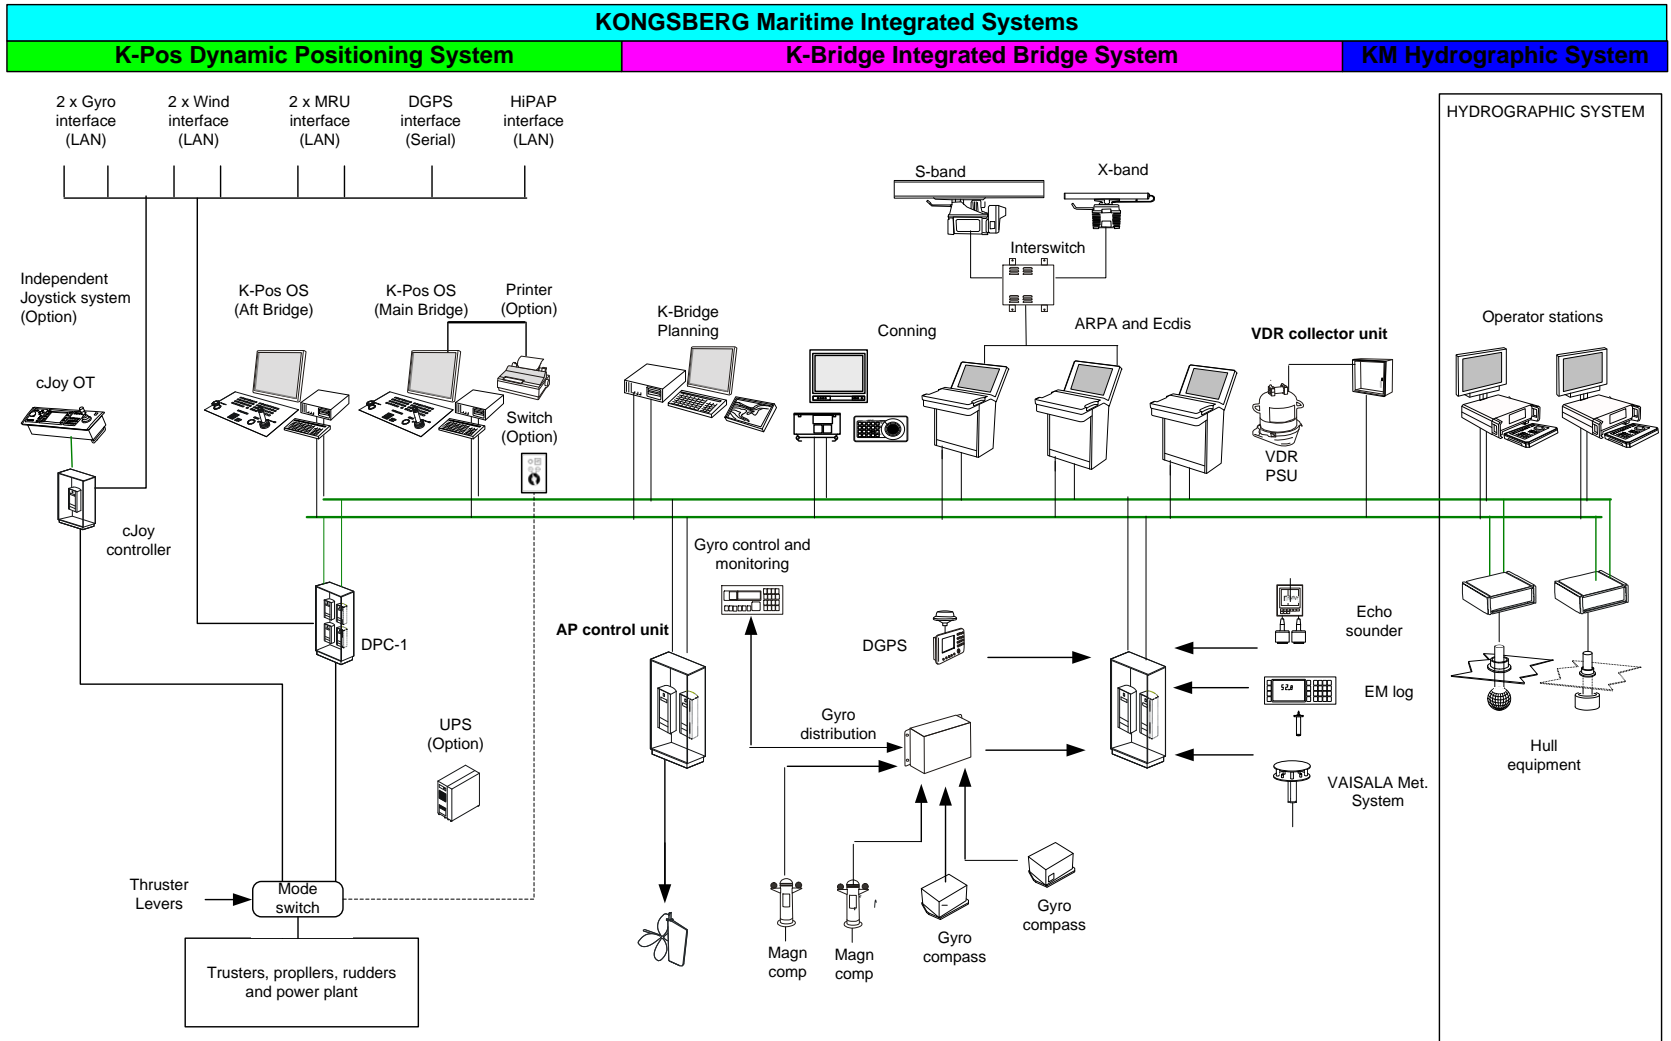 KONGSBERG Maritime Integrated Systems
K-Pos Dynamic Positioning System
K-Bridge Integrated Bridge System
KM Hydrographic System
2 x Gyro
interface
(LAN)
2 x Wind
interface
(LAN)
2 x MRU
interface
(LAN)
DGPS
interface
(Serial)
HiPAP
interface
(LAN)
HYDROGRAPHIC SYSTEM
S-band
X-band
Interswitch
Independent
Joystick system
(Option)
K-Pos OS
(Aft Bridge)
K-Pos OS
(Main Bridge)
Printer
(Option)
K-Bridge
Planning
Conning
ARPA and Ecdis
VDR collector unit
Operator stations
cJoy OT
Switch
(Option)
VDR
PSU
cJoy
controller
Gyro control and
monitoring
DPC-1
AP control unit
DGPS
Echo
sounder
EM log
52,8
UPS
(Option)
Gyro
distribution
Hull
equipment
VAISALA Met.
System
Thruster
Levers
Mode
switch
Gyro
compass
Gyro
compass
Magn
comp
Magn
comp
Trusters, propllers, rudders
and power plant